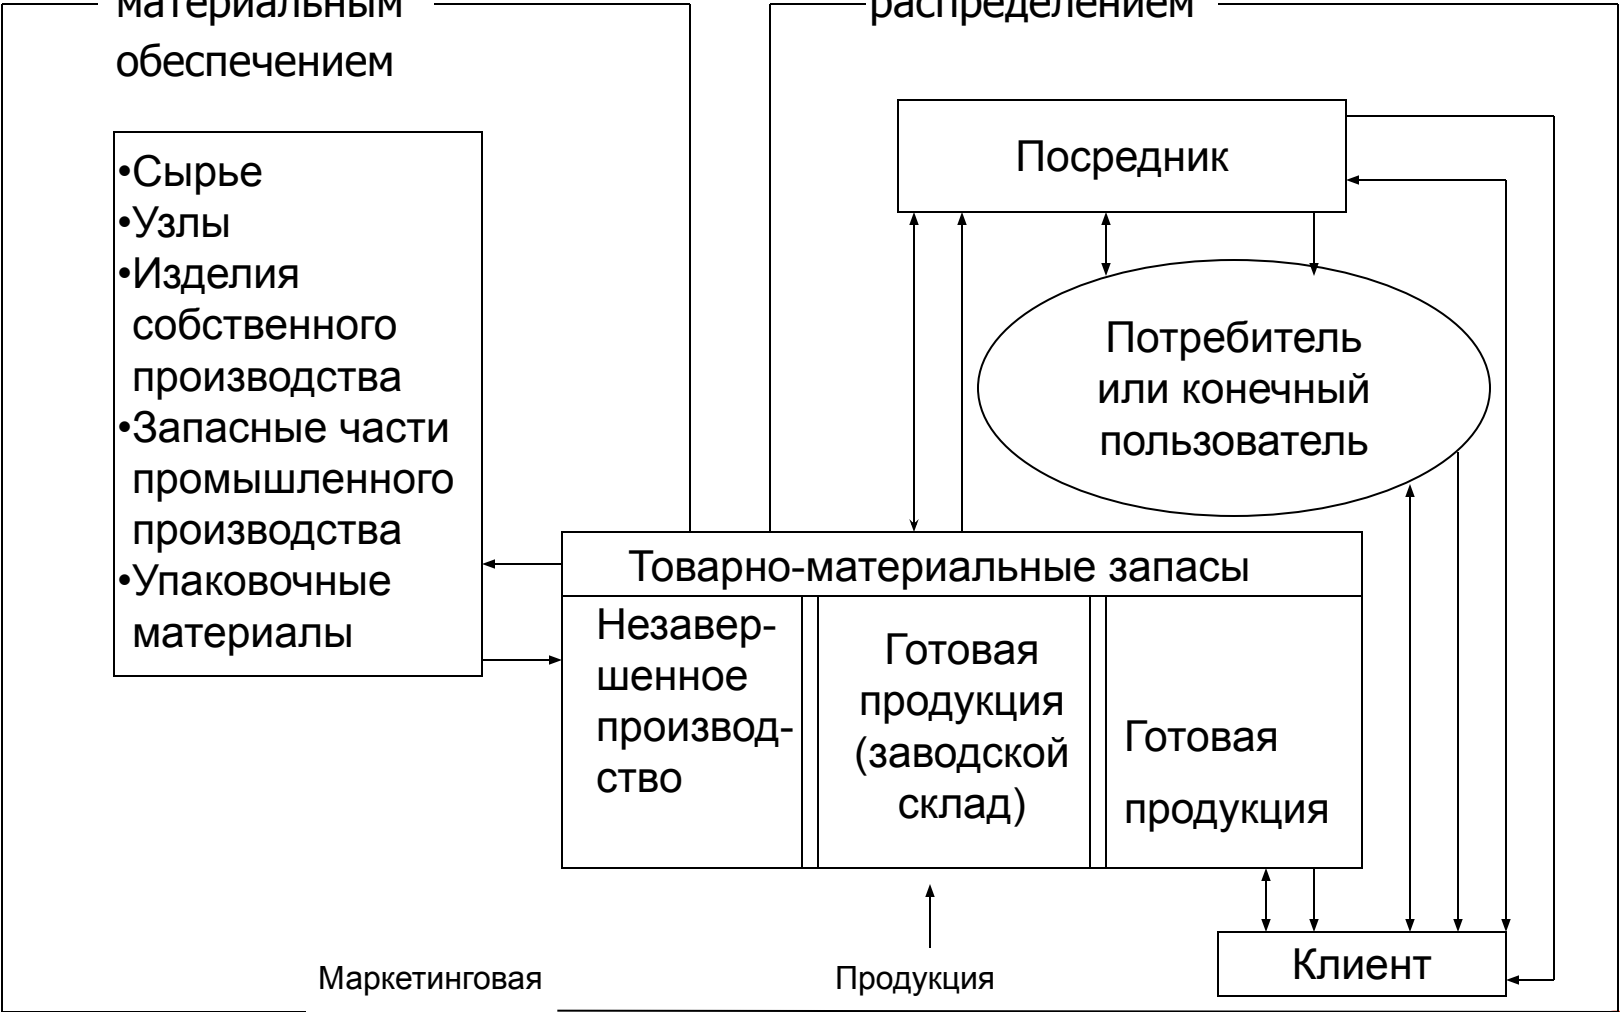 материальным
обеспечением
распределением
•Сырье
•Узлы
•Изделия
собственного
производства
•Запасные части
промышленного
производства
•Упаковочные
материалы
Посредник
Потребитель
или конечный
пользователь
Товарно-материальные запасы
Незавер-
шенное
производ-
ство
Готовая
продукция
(заводской
склад)
Готовая
продукция
Маркетинговая
Продукция
Клиент